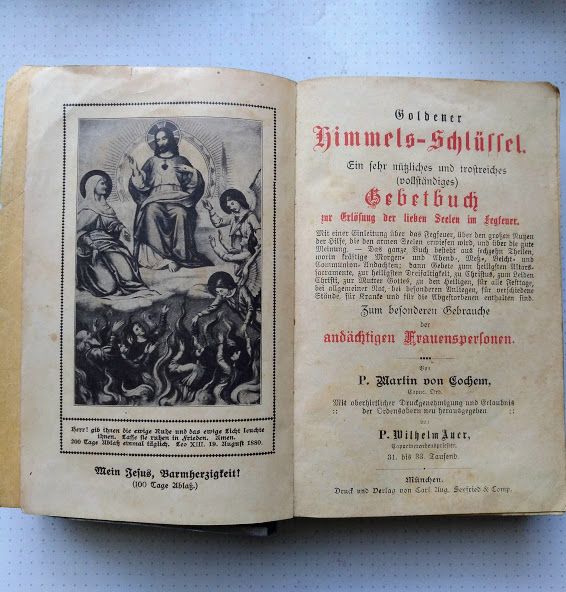 Herr! gib ihnen die ewige Ruhe und das ewige Licht leuchte
ihnen. Lasse sie ruhen in Frieden. Amen.
200 Tage Ablaß einmal täglich. Leo XIII. 19. August 1880.
Mein Jesus, Barmherzigkeit!
(100 Tage Ablaß.)
Goldener
Himmels-Schlüssel.
Ein sehr nützliches und trostreiches
(vollständiges)
Gebetbuch
zur Erlösung der lieben Seelen im Fegfeuer.
Mit einer Einleitung über das Fegfeuer, über den großen Nutzen
der Hilfe, die den armen Seelen erwiesen wird, und über die gute
Meinung. — Das ganze Buch besteht aus sechzehn Theilen,
worin kräftige Morgen- und Abend-, Meß-, Beicht- und
Communion-Andachten; dann Gebete zum heiligsten Altars-
sacramente, zur heiligsten Dreifaltigkeit, zu Christus, zum Leiden
Christi, zur Mutter Gottes, zu den Heiligen, für alle Festtage,
bei allgemeiner Not, bei besonderen Anliegen, für verschiedene
Stände, für Kranke und für die Abgestorbenen enthalten sind.
Zum besonderen Gebrauche
der
andächtigen Frauenspersonen.
Von
P. Martin von Cochem,
Capuc. Ord.
Mit oberhirtlicher Druckgenehmigung und Erlaubnis
:: der Ordensobern neu herausgegeben ::
von
P. Wilhelm Auer,
Capuzinerordenspriester.
31. bis 33. Tausend.
München.
Druck und Verlag von Carl Aug. Seyfried & Comp.